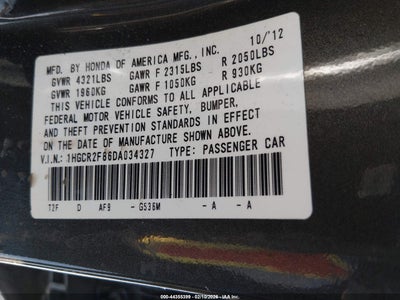 MFD. BY HONDA OF AMERICA MFG., INC. 10/'12
GVWR 4321LBS GAWR F 2315LBS R 2050LBS
GVWR 1960KG GAWR F 1050KG R 930KG
THIS VEHICLE CONFORMS TO ALL APPLICABLE
FEDERAL MOTOR VEHICLE SAFETY, BUMPER,
AND THEFT PREVENTION STANDARDS IN EFFECT
ON THE DATE OF MANUFACTURE SHOWN ABOVE.
V.I.N.: 1HGCR2F86DA034327 TYPE: PASSENGER CAR
T2F D AF9 - G536M - A - A
000-44355399 - 02/10/2026 - IAA Inc.